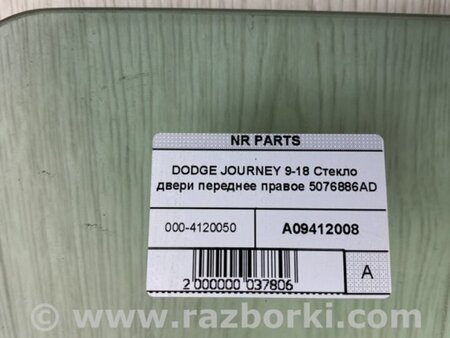 NR PARTS
DODGE JOURNEY 9-18 Стекло
двери переднее правое 5076886AD
000-4120050
A09412008
2 000000 037806
A
www.razborki.com